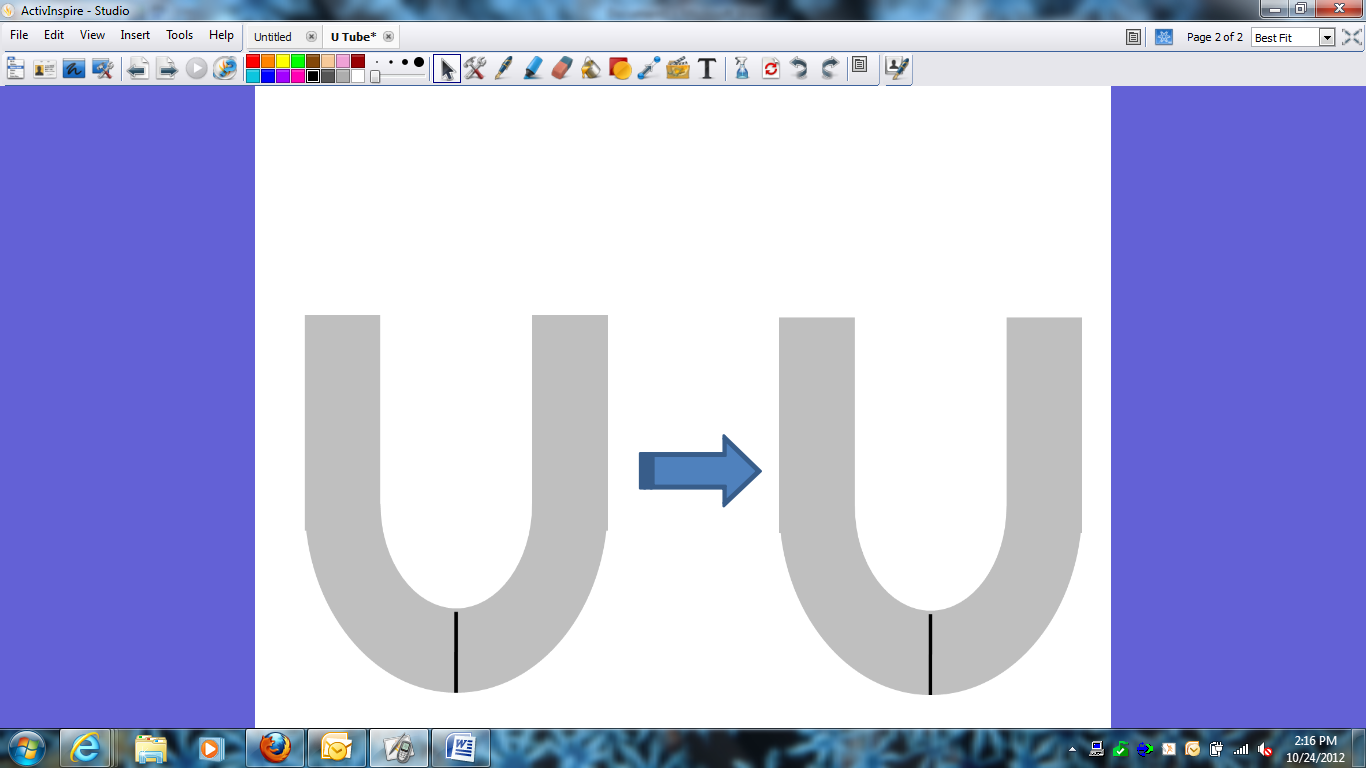 ActivInspire - Studio
File Edit View Insert Tools Help
Untitled
U Tube*
Page 2 of 2
Best Fit
T
W
2:16 PM
10/24/2012